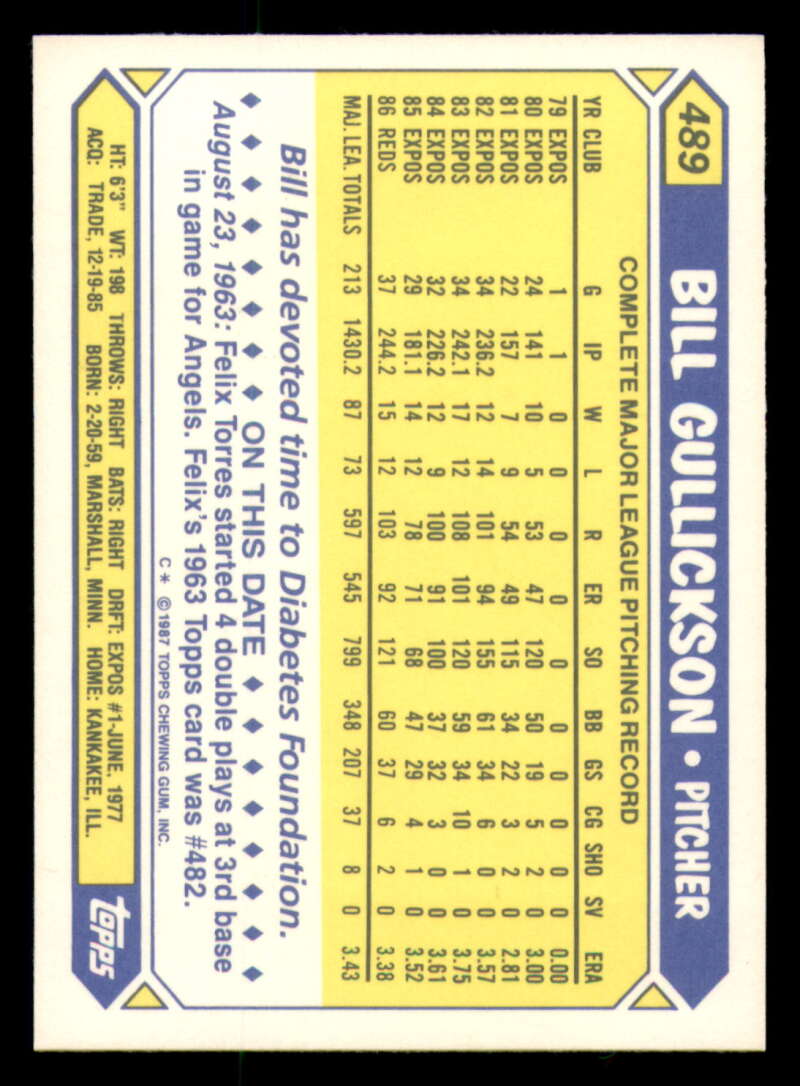 489 BILL GULLICKSON • PITCHER
COMPLETE MAJOR LEAGUE PITCHING RECORD
YR CLUB G IP W L R ER SO BB GS CG SHO SV ERA
79 EXPOS 1 1 0 0 0 0 0 0 0 0 0 0 0.00
80 EXPOS 24 141 10 5 53 47 120 50 19 5 2 0 3.00
81 EXPOS 22 157 7 9 54 49 115 34 22 3 2 0 2.81
82 EXPOS 34 236.2 12 14 101 94 155 61 34 6 0 0 3.57
83 EXPOS 34 242.1 17 12 108 101 120 59 34 10 1 0 3.75
84 EXPOS 32 226.2 12 9 100 91 100 37 32 3 0 0 3.61
85 EXPOS 29 181.1 14 12 78 71 68 47 29 4 1 0 3.52
86 REDS 37 244.2 15 12 103 92 121 60 37 6 2 0 3.38
MAJ. LEA. TOTALS 213 1430.2 87 73 597 545 799 348 207 37 8 0 3.43
Bill has devoted time to Diabetes Foundation.
◆ ◆ ◆ ◆ ◆ ◆ ◆ ON THIS DATE ◆ ◆ ◆ ◆ ◆ ◆ ◆
August 23, 1963: Felix Torres started 4 double plays at 3rd base
in game for Angels. Felix's 1963 Topps card was #482.
C* ©1987 TOPPS CHEWING GUM, INC.
HT: 6'3" WT: 198 THROWS: RIGHT BATS: RIGHT DRFT: EXPOS #1-JUNE, 1977
ACQ: TRADE, 12-19-85 BORN: 2-20-59, MARSHALL, MINN. HOME: KANKAKEE, ILL.
TOPPS